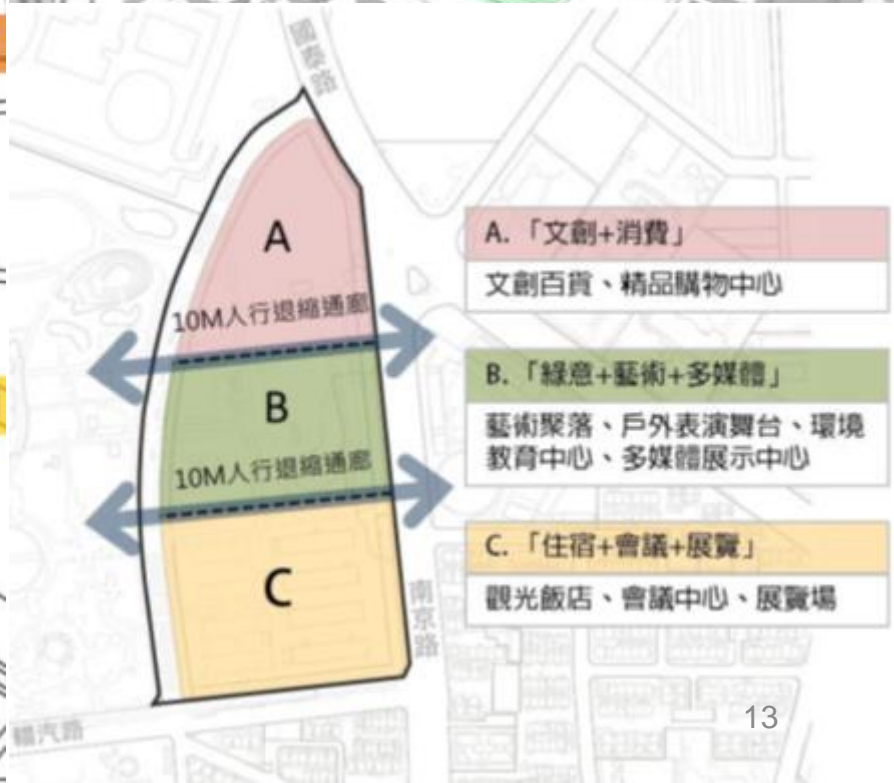 國泰路
A
10M人行退縮通廊
B
10M人行退縮通廊
C
南京路
輜汽路
A. 「文創+消費」
文創百貨、精品購物中心
B. 「綠意+藝術+多媒體」
藝術聚落、戶外表演舞台、環境
教育中心、多媒體展示中心
C. 「住宿+會議+展覽」
觀光飯店、會議中心、展覽場
13